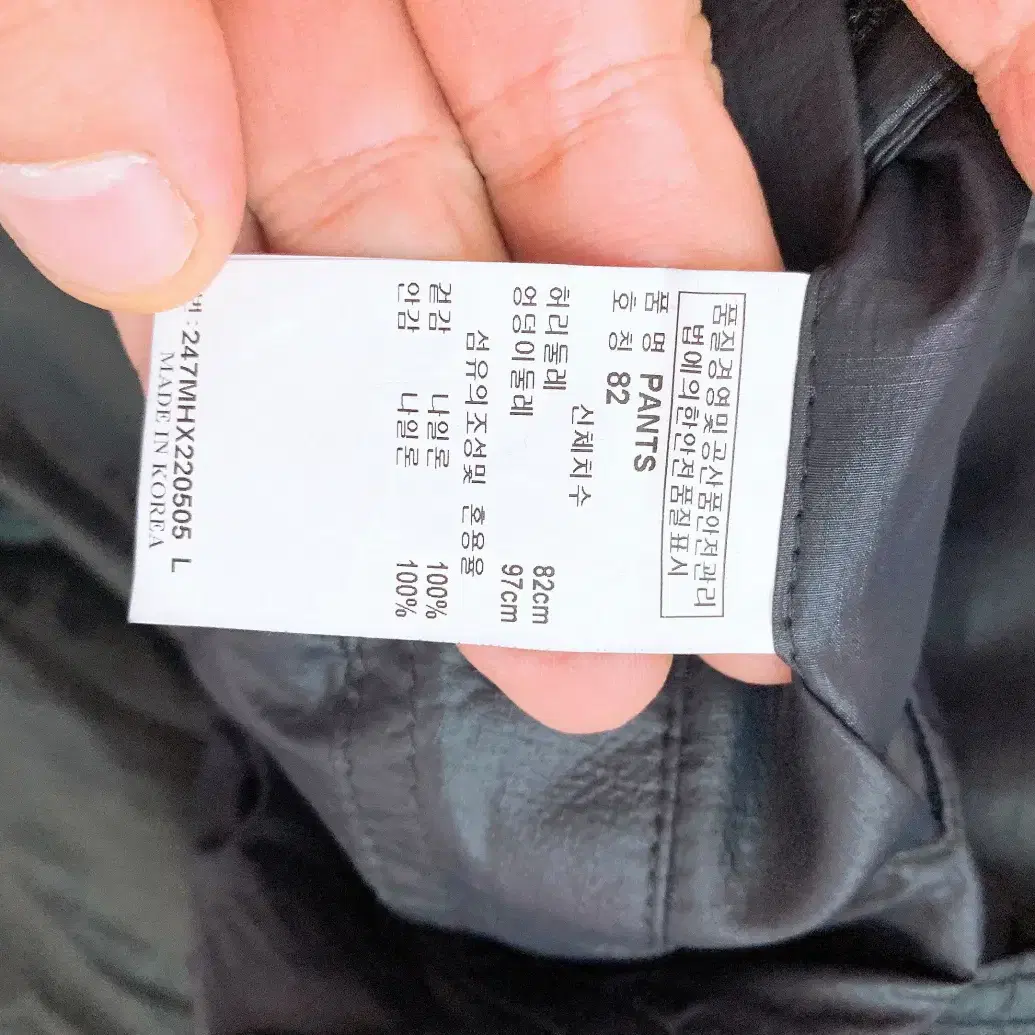 품질경영및 공산품안전관리
법에의한안전품질표시
품 명 PANTS
호 칭 82
신체치수
허리둘레 82cm
엉덩이둘레 97cm
섬유의조성및 혼용율
겉감 나일론 100%
안감 나일론 100%
:247MHX220505 L
MADE IN KOREA